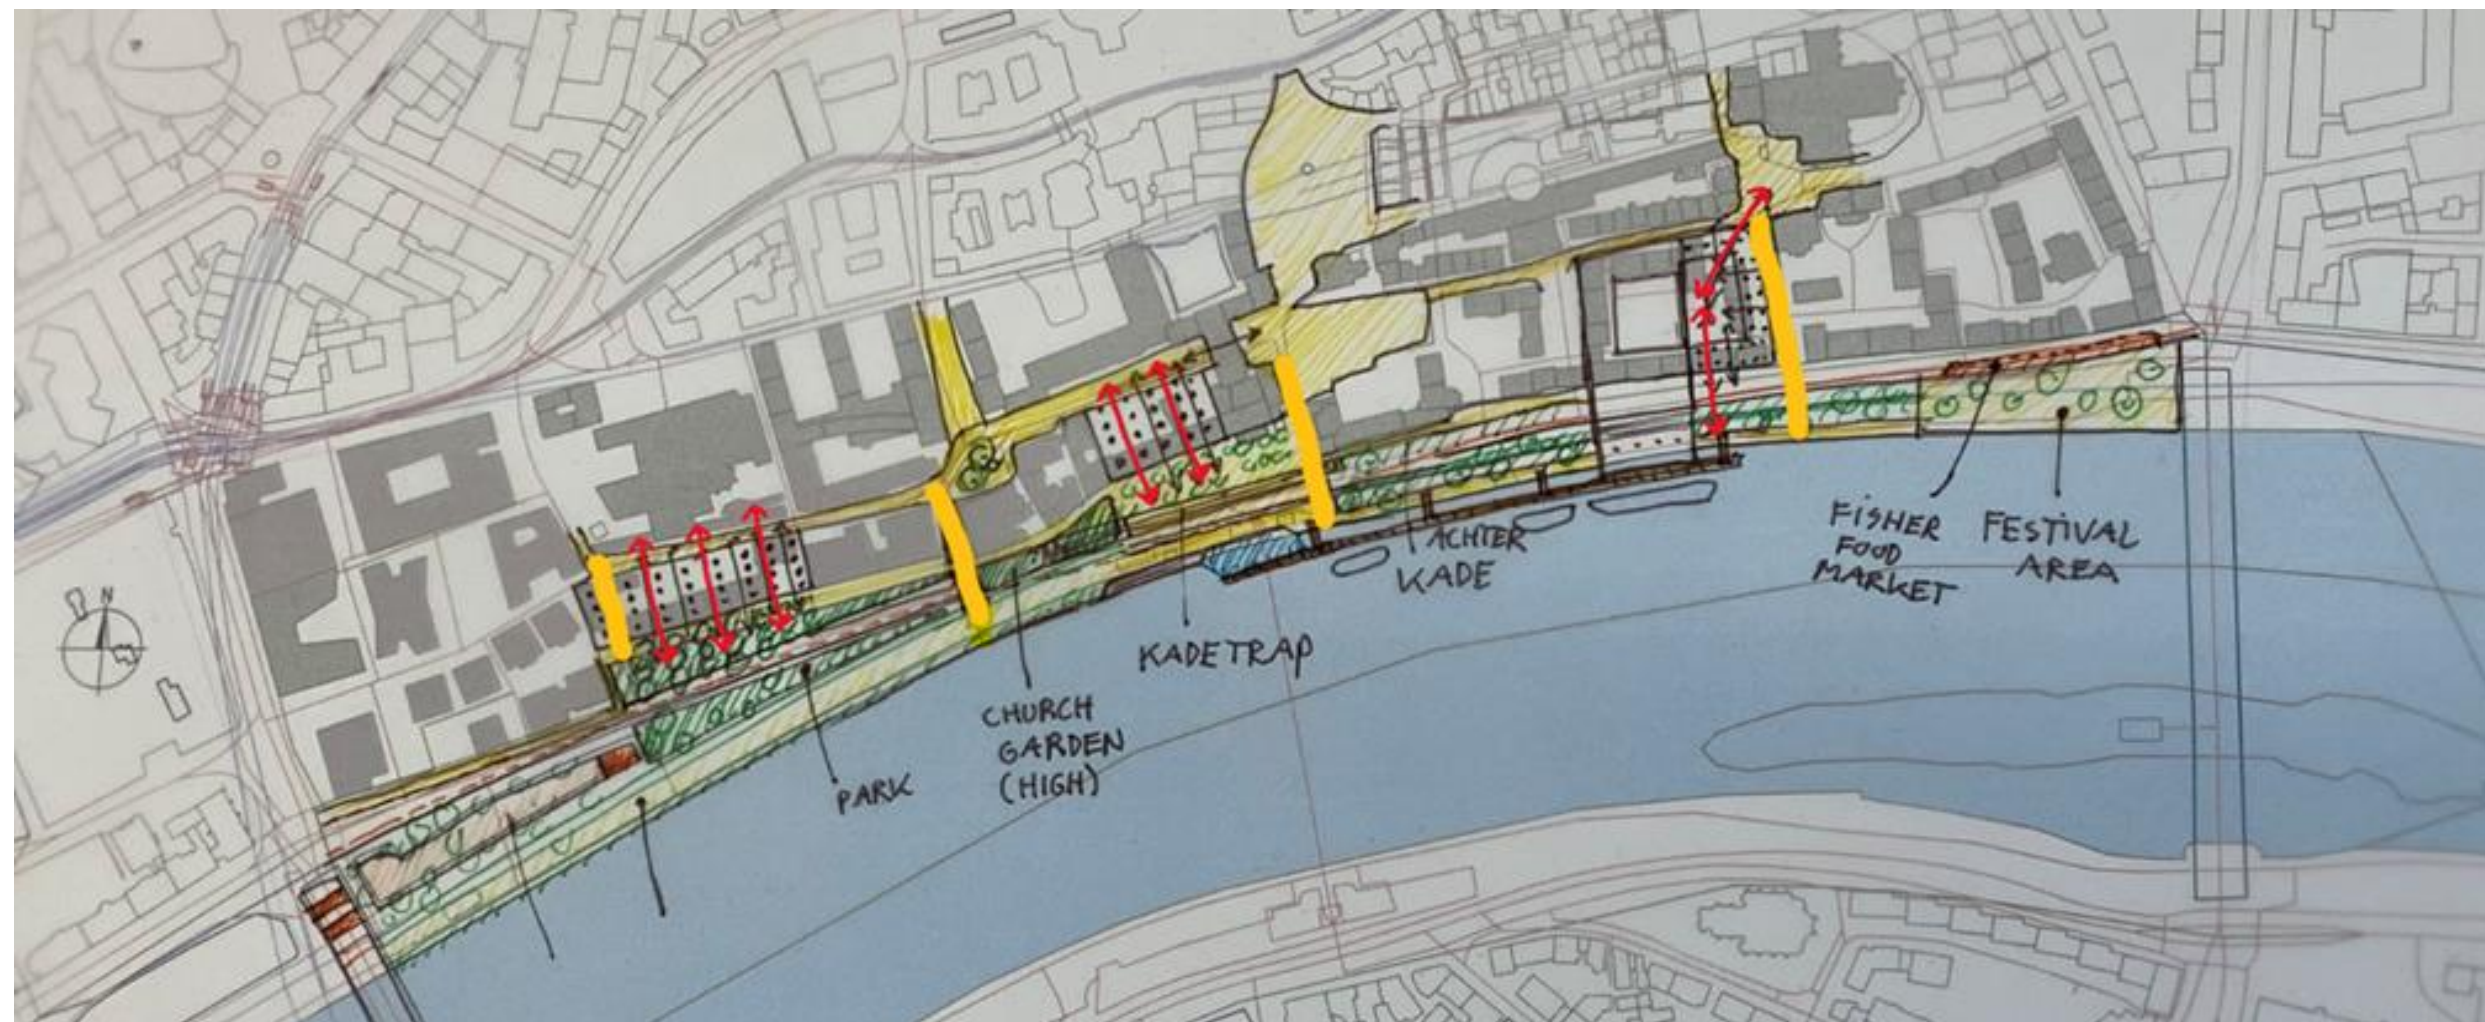 N
PARK
CHURCH
GARDEN
(HIGH)
KADETRAP
ACHTER
KADE
FISHER
FOOD
MARKET
FESTIVAL
AREA